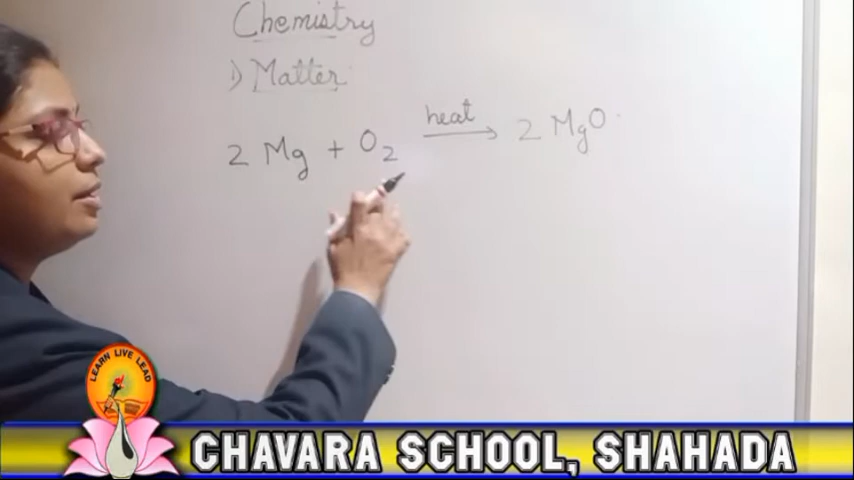 Chemistry
1) Matter
2 Mg + O2 heat → 2 MgO
LEARN LIVE LEAD
CHAVARA SCHOOL, SHAHADA